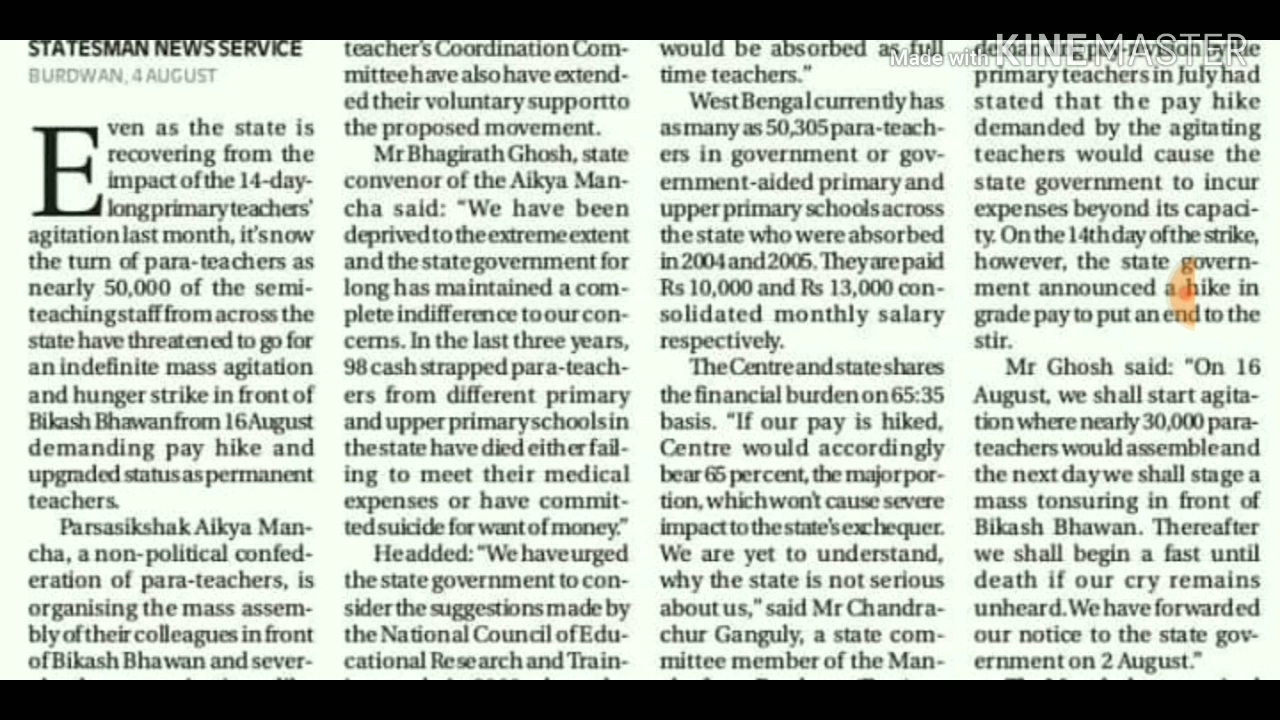 STATESMAN NEWS SERVICE
BURDWAN, 4 AUGUST
Even as the state is
recovering from the
impact of the 14-day-
long primary teachers'
agitation last month, it's now
the turn of para-teachers as
nearly 50,000 of the semi-
teaching staff from across the
state have threatened to go for
an indefinite mass agitation
and hunger strike in front of
Bikash Bhawan from 16 August
demanding pay hike and
upgraded status as permanent
teachers.
Parsasikshak Aikya Man-
cha, a non-political confed-
eration of para-teachers, is
organising the mass assem-
bly of their colleagues in front
of Bikash Bhawan and sever-
teacher's Coordination Com-
mittee have also have extend-
ed their voluntary support to
the proposed movement.
Mr Bhagirath Ghosh, state
convenor of the Aikya Man-
cha said: "We have been
deprived to the extreme extent
and the state government for
long has maintained a com-
plete indifference to our con-
cerns. In the last three years,
98 cash strapped para-teach-
ers from different primary
and upper primary schools in
the state have died either fail-
ing to meet their medical
expenses or have commit-
ted suicide for want of money."
He added: "We have urged
the state government to con-
sider the suggestions made by
the National Council of Edu-
cational Research and Train-
would be absorbed as full
time teachers."
West Bengal currently has
as many as 50,305 para-teach-
ers in government or gov-
ernment-aided primary and
upper primary schools across
the state who were absorbed
in 2004 and 2005. They are paid
Rs 10,000 and Rs 13,000 con-
solidated monthly salary
respectively.
The Centre and state shares
the financial burden on 65:35
basis. "If our pay is hiked,
Centre would accordingly
bear 65 per cent, the major por-
tion, which won't cause severe
impact to the state's exchequer.
We are yet to understand,
why the state is not serious
about us," said Mr Chandra-
chur Ganguly, a state com-
mittee member of the Man-
Made with KINEMASTER
primary teachers in July had
stated that the pay hike
demanded by the agitating
teachers would cause the
state government to incur
expenses beyond its capaci-
ty. On the 14th day of the strike,
however, the state govern-
ment announced a hike in
grade pay to put an end to the
stir.
Mr Ghosh said: "On 16
August, we shall start agita-
tion where nearly 30,000 para-
teachers would assemble and
the next day we shall stage a
mass tonsuring in front of
Bikash Bhawan. Thereafter
we shall begin a fast until
death if our cry remains
unheard. We have forwarded
our notice to the state gov-
ernment on 2 August."